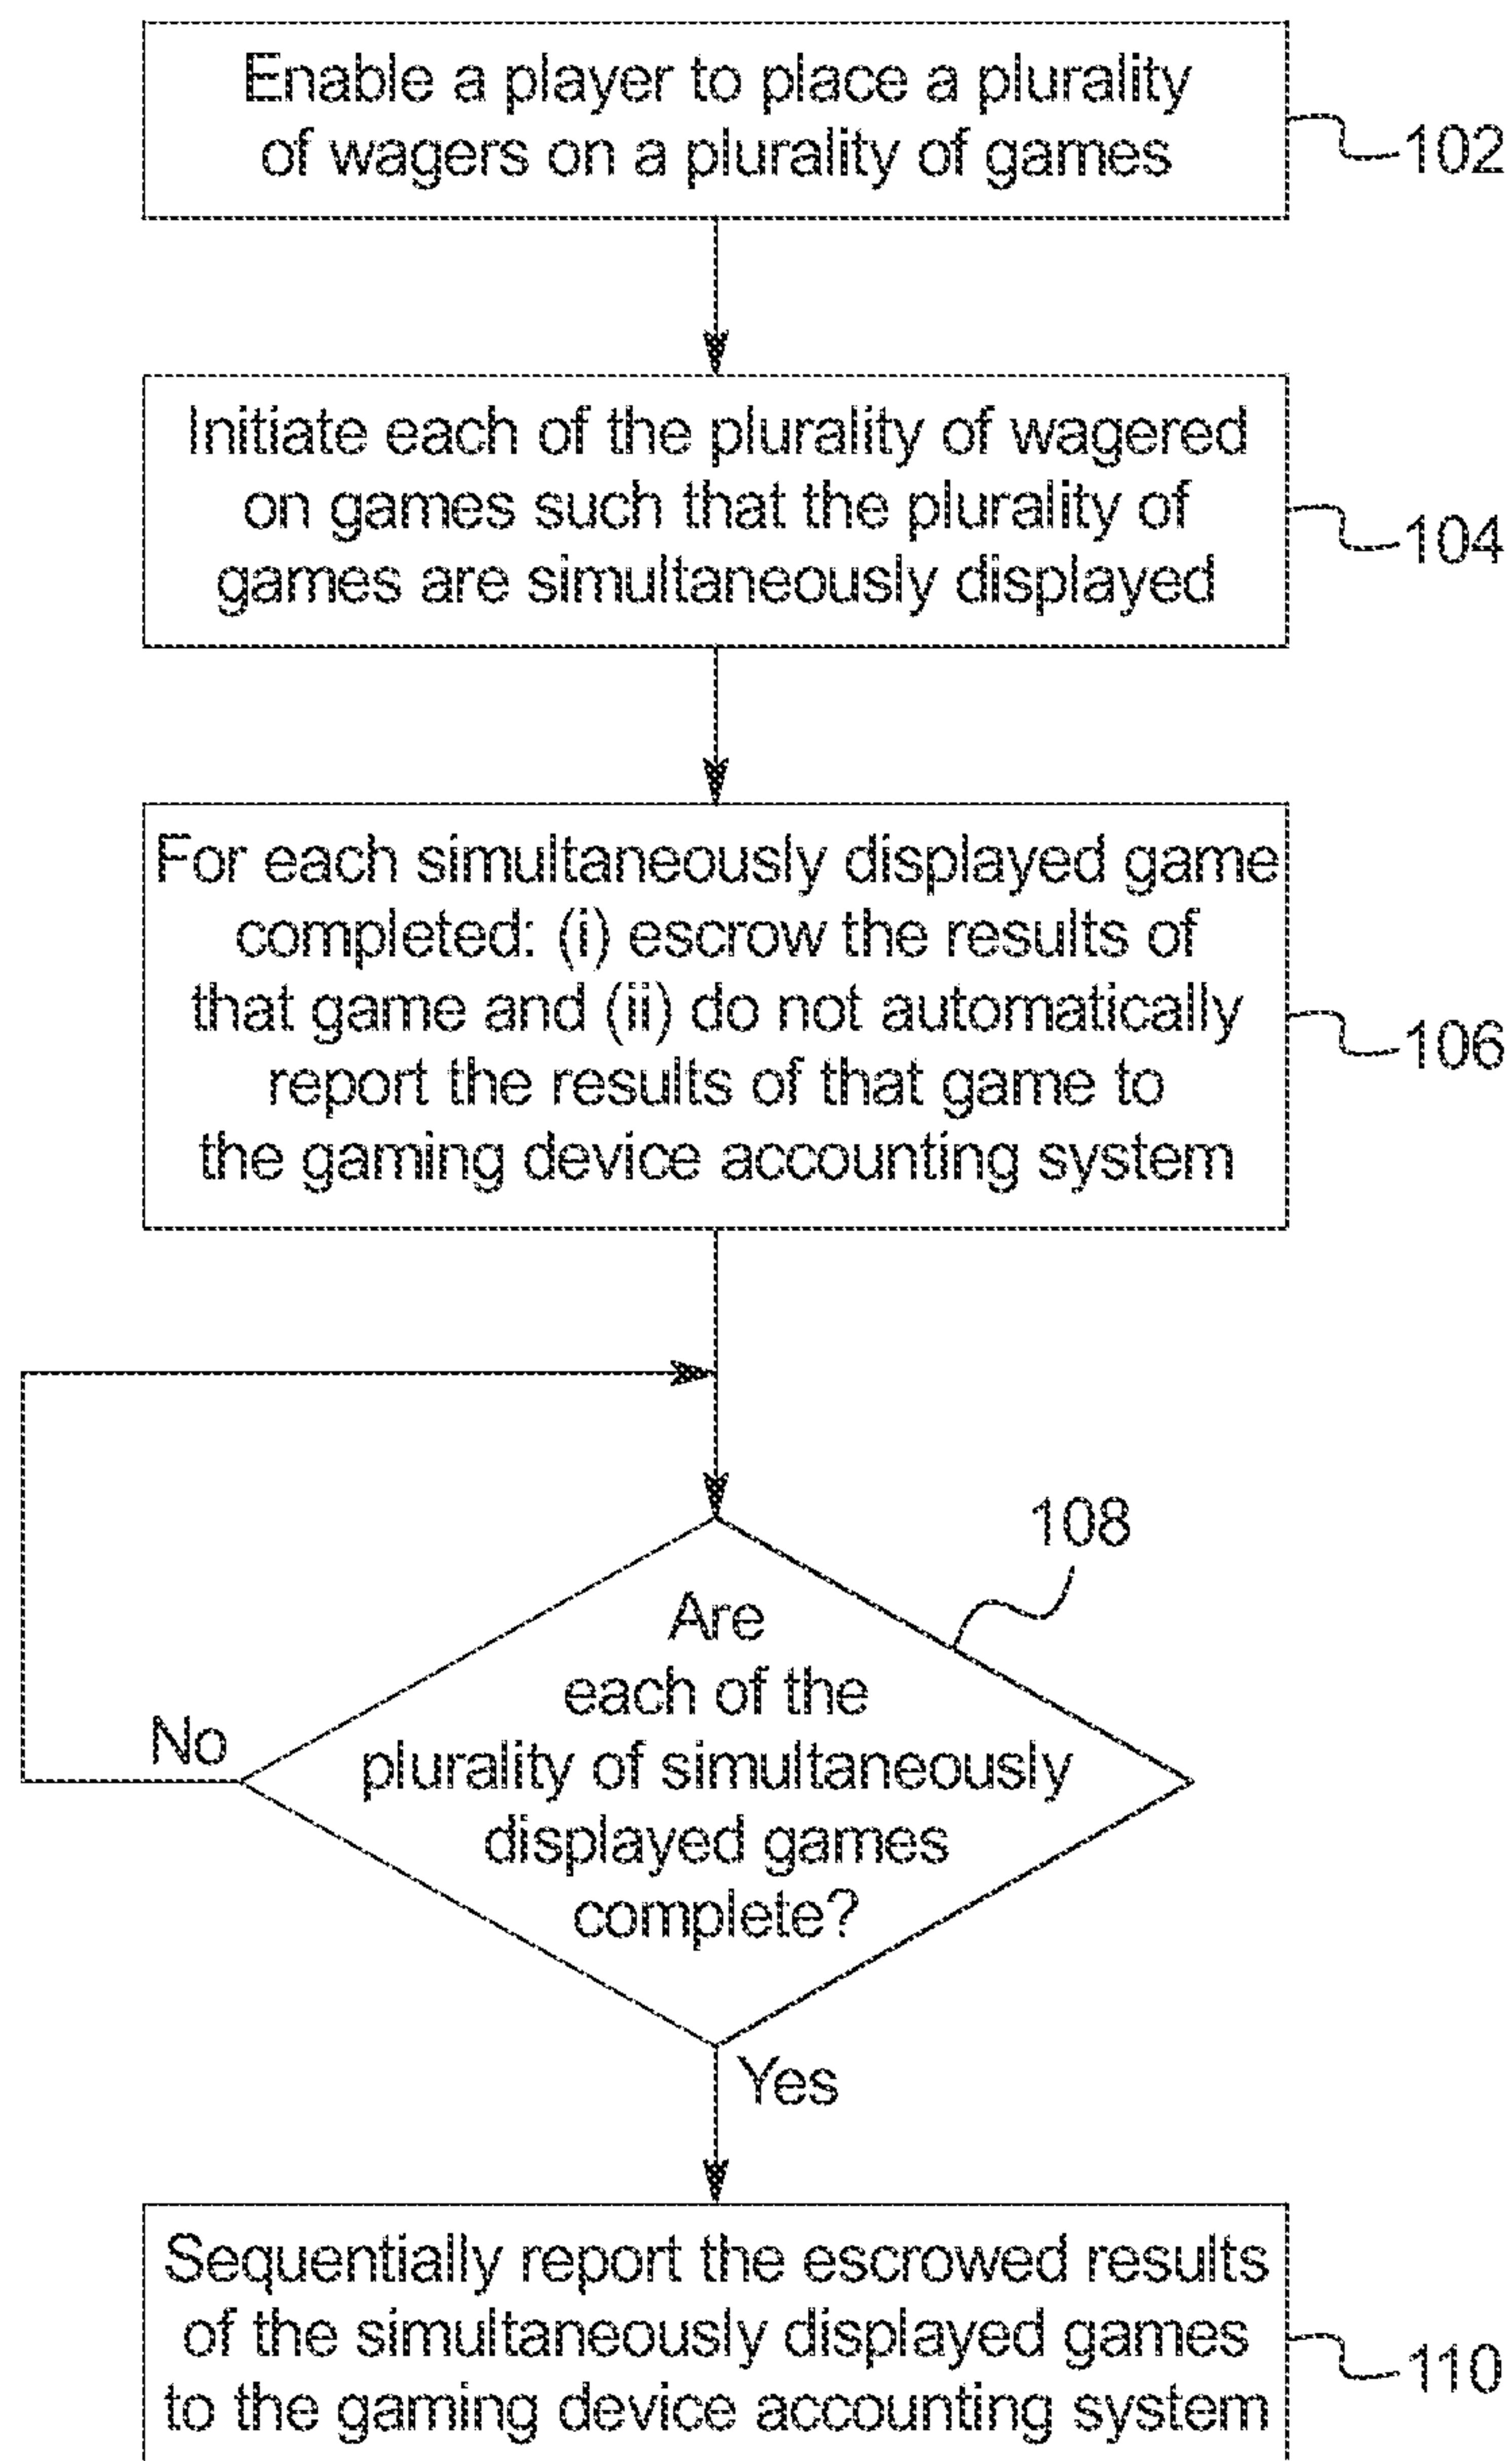 Enable a player to place a plurality
of wagers on a plurality of games
102
Initiate each of the plurality of wagered
on games such that the plurality of
games are simultaneously displayed
104
For each simultaneously displayed game
completed: (i) escrow the results of
that game and (ii) do not automatically
report the results of that game to
the gaming device accounting system
106
108
Are
each of the
plurality of simultaneously
displayed games
complete?
No
Yes
Sequentially report the escrowed results
of the simultaneously displayed games
to the gaming device accounting system
110